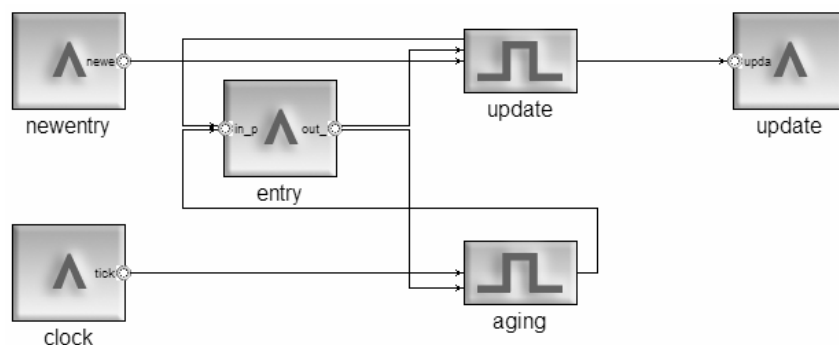 newe
newentry
in_p
out_
entry
update
upda
update
tick
clock
aging